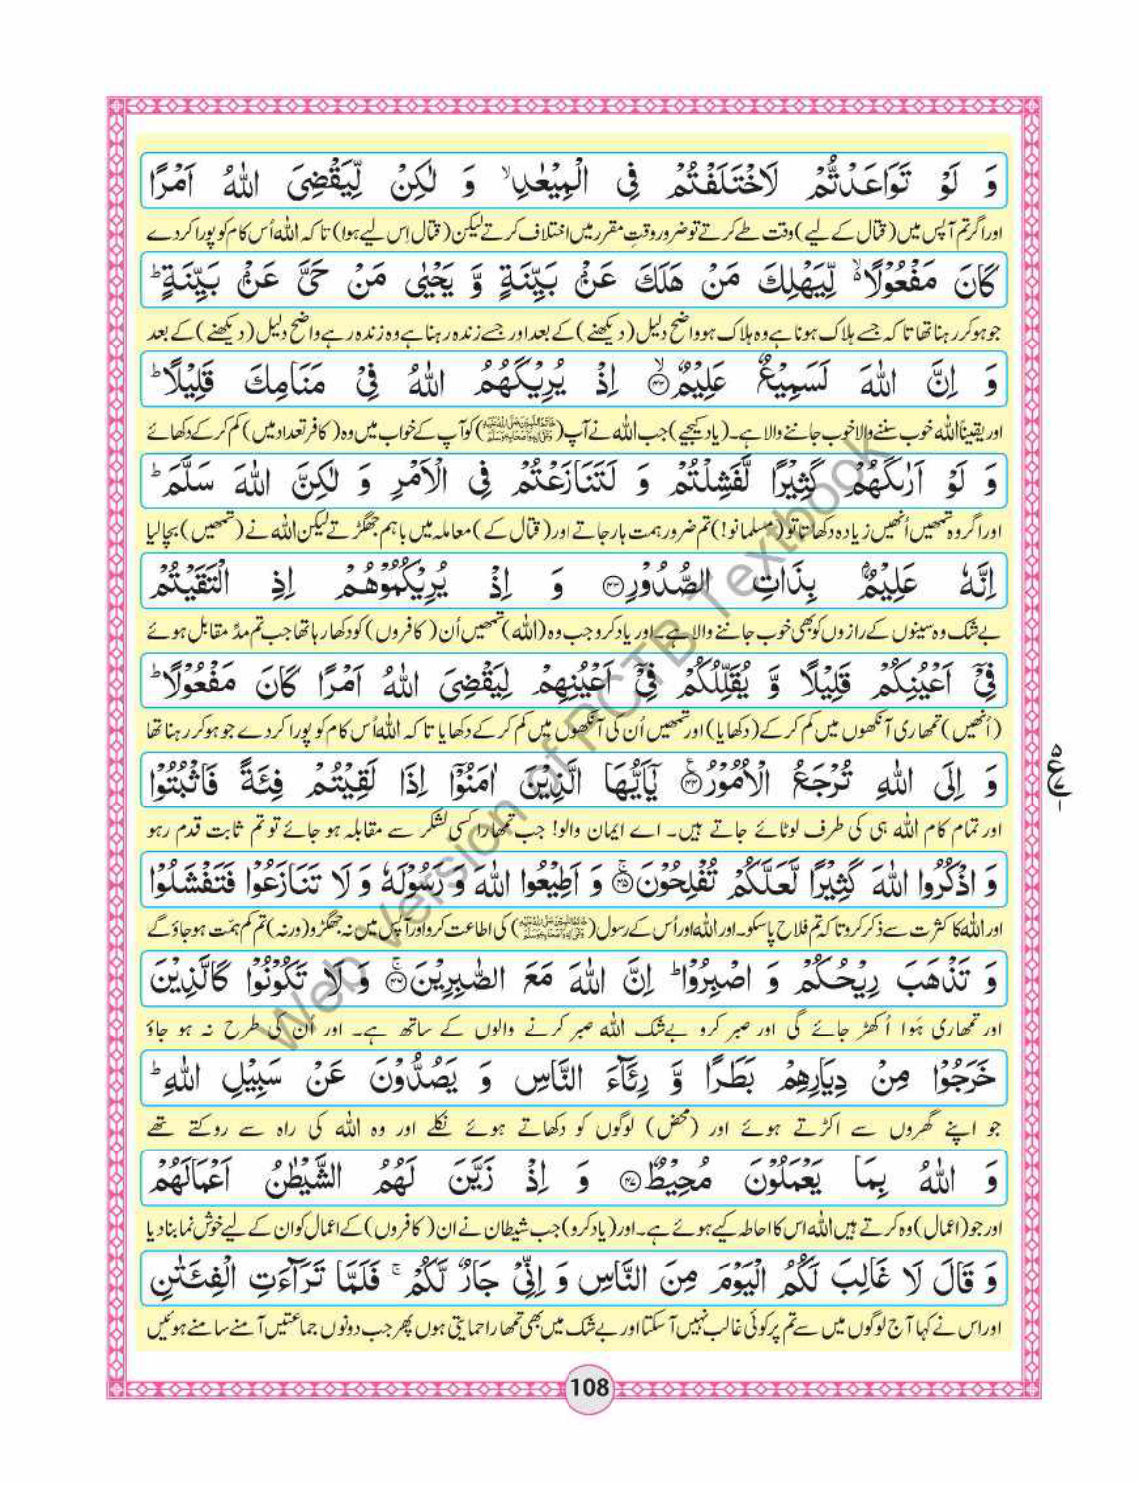 وَ لَوْ تَوَاعَدْتُّمْ لَاخْتَلَفْتُمْ فِی الْمِیْعٰدِۙ وَ لٰكِنْ لِّیَقْضِیَ اللّٰهُ اَمْرًا
اور اگر تم آپس میں (قتال کے لیے) وقت طے کرتے تو ضرور وقتِ مقرر میں اختلاف کرتے لیکن (قتال اِس لیے ہوا) تا کہ اللہ اُس کام کو پورا کر دے
كَانَ مَفْعُوْلًا۬ۙ لِّیَهْلِكَ مَنْ هَلَكَ عَنْۢ بَیِّنَةٍ وَّ یَحْیٰی مَنْ حَیَّ عَنْۢ بَیِّنَةٍؕ
جو ہو کر رہنا تھا تا کہ جسے ہلاک ہونا ہے وہ ہلاک ہو واضح دلیل (دیکھنے) کے بعد اور جسے زندہ رہنا ہے وہ زندہ رہے واضح دلیل (دیکھنے) کے بعد
وَ اِنَّ اللّٰهَ لَسَمِیْعٌ عَلِیْمٌۙ۝۴۲ اِذْ یُرِیْكَهُمُ اللّٰهُ فِیْ مَنَامِكَ قَلِیْلًاؕ
اور یقیناً اللہ خوب سننے والا خوب جاننے والا ہے۔ (یاد کیجیے) جب اللہ نے آپ کو آپ کے خواب میں وہ (کافر تعداد میں) کم کر کے دکھائے
وَ لَوْ اَرٰىكَهُمْ كَثِیْرًا لَّفَشِلْتُمْ وَ لَتَنَازَعْتُمْ فِی الْاَمْرِ وَ لٰكِنَّ اللّٰهَ سَلَّمَؕ
اور اگر وہ تمھیں اُنھیں زیادہ دکھاتا تو (مسلمانو!) تم ضرور ہمت ہار جاتے اور (قتال کے) معاملہ میں باہم جھگڑتے لیکن اللہ نے (تمھیں) بچا لیا
اِنَّهٗ عَلِیْمٌۢ بِذَاتِ الصُّدُوْرِ۝۴۳ وَ اِذْ یُرِیْكُمُوْهُمْ اِذِ الْتَقَیْتُمْ
بے شک وہ سینوں کے رازوں کو بھی خوب جاننے والا ہے۔ اور یاد کرو جب وہ (اللہ) تمھیں اُن (کافروں) کو دکھا رہا تھا جب تم مدِّ مقابل ہوئے
فِیْۤ اَعْیُنِكُمْ قَلِیْلًا وَّ یُقَلِّلُكُمْ فِیْۤ اَعْیُنِهِمْ لِیَقْضِیَ اللّٰهُ اَمْرًا كَانَ مَفْعُوْلًاؕ
(اُنھیں) تمھاری آنکھوں میں کم کر کے (دکھایا) اور تمھیں اُن کی آنکھوں میں کم کر کے دکھایا تا کہ اللہ اُس کام کو پورا کر دے جو ہو کر رہنا تھا
وَ اِلَی اللّٰهِ تُرْجَعُ الْاُمُوْرُ۝۴۴ یٰۤاَیُّهَا الَّذِیْنَ اٰمَنُوْۤا اِذَا لَقِیْتُمْ فِئَةً فَاثْبُتُوْا
اور تمام کام اللہ ہی کی طرف لوٹائے جاتے ہیں۔ اے ایمان والو! جب تمھارا کسی لشکر سے مقابلہ ہو جائے تو تم ثابت قدم رہو
وَ اذْكُرُوا اللّٰهَ كَثِیْرًا لَّعَلَّكُمْ تُفْلِحُوْنَۚ۝۴۵ وَ اَطِیْعُوا اللّٰهَ وَ رَسُوْلَهٗ وَ لَا تَنَازَعُوْا فَتَفْشَلُوْا
اور اللہ کا کثرت سے ذکر کرو تا کہ تم فلاح پا سکو۔ اور اللہ اور اُس کے رسول کی اطاعت کرو اور آپس میں نہ جھگڑو (ورنہ) تم کم ہمّت ہو جاؤ گے
وَ تَذْهَبَ رِیْحُكُمْ وَ اصْبِرُوْاؕ اِنَّ اللّٰهَ مَعَ الصّٰبِرِیْنَۚ۝۴۶ وَ لَا تَكُوْنُوْا كَالَّذِیْنَ
اور تمھاری ہَوا اُکھڑ جائے گی اور صبر کرو بے شک اللہ صبر کرنے والوں کے ساتھ ہے۔ اور اُن کی طرح نہ ہو جاؤ
خَرَجُوْا مِنْ دِیَارِهِمْ بَطَرًا وَّ رِئَآءَ النَّاسِ وَ یَصُدُّوْنَ عَنْ سَبِیْلِ اللّٰهِؕ
جو اپنے گھروں سے اکڑتے ہوئے اور (محض) لوگوں کو دکھاتے ہوئے نکلے اور وہ اللہ کی راہ سے روکتے تھے
وَ اللّٰهُ بِمَا یَعْمَلُوْنَ مُحِیْطٌ۝۴۷ وَ اِذْ زَیَّنَ لَهُمُ الشَّیْطٰنُ اَعْمَالَهُمْ
اور جو (اعمال) وہ کرتے ہیں اللہ اس کا احاطہ کیے ہوئے ہے۔ اور (یاد کرو) جب شیطان نے ان (کافروں) کے اعمال کو ان کے لیے خوش نما بنا دیا
وَ قَالَ لَا غَالِبَ لَكُمُ الْیَوْمَ مِنَ النَّاسِ وَ اِنِّیْ جَارٌ لَّكُمْۚ فَلَمَّا تَرَآءَتِ الْفِئَتٰنِ
اور اس نے کہا آج لوگوں میں سے تم پر کوئی غالب نہیں آ سکتا اور بے شک میں بھی تمھارا حمایتی ہوں پھر جب دونوں جماعتیں آمنے سامنے ہوئیں
108
Web Version of PCTB Textbook